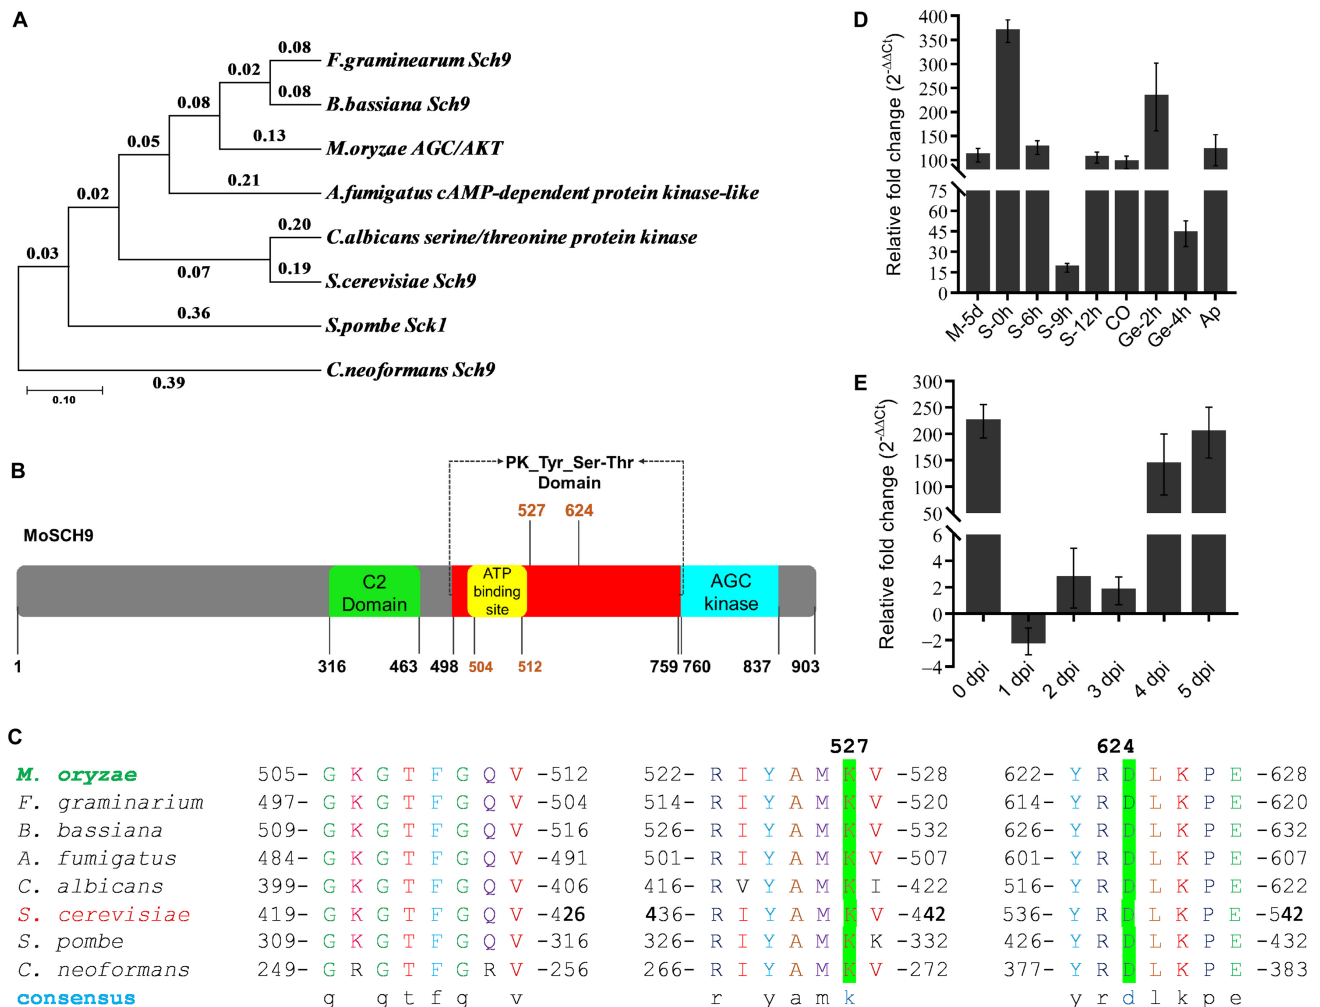 A
0.08
F.graminearum Sch9
0.02
0.08
B.bassiana Sch9
0.08
0.13
M.oryzae AGC/AKT
0.05
0.21
A.fumigatus cAMP-dependent protein kinase-like
0.02
0.20
C.albicans serine/threonine protein kinase
0.03
0.07
0.19
S.cerevisiae Sch9
0.36
S.pombe Sck1
0.39
C.neoformans Sch9
0.10
B
PK_Tyr_Ser-Thr
Domain
527 624
MoSCH9
C2
Domain
ATP
binding
site
AGC
kinase
1 316 463 498 504 512 759 760 837 903
D
Relative fold change (2-ΔΔCt)
400
350
300
250
200
150
100
75
60
45
30
15
0
M-5d S-0h S-6h S-9h S-12h CO Ge-2h Ge-4h Ap
E
Relative fold change (2-ΔΔCt)
300
250
200
150
100
50
6
4
2
0
−2
−4
0 dpi 1 dpi 2 dpi 3 dpi 4 dpi 5 dpi
C
527 624
M. oryzae 505- G K G T F G Q V -512 522- R I Y A M K V -528 622- Y R D L K P E -628
F. graminarium 497- G K G T F G Q V -504 514- R I Y A M K V -520 614- Y R D L K P E -620
B. bassiana 509- G K G T F G Q V -516 526- R I Y A M K V -532 626- Y R D L K P E -632
A. fumigatus 484- G K G T F G Q V -491 501- R I Y A M K V -507 601- Y R D L K P E -607
C. albicans 399- G K G T F G Q V -406 416- R V Y A M K I -422 516- Y R D L K P E -622
S. cerevisiae 419- G K G T F G Q V -426 436- R I Y A M K V -442 536- Y R D L K P E -542
S. pombe 309- G K G T F G Q V -316 326- R I Y A M K K -332 426- Y R D L K P E -432
C. neoformans 249- G R G T F G R V -256 266- R I Y A M K V -272 377- Y R D L K P E -383
consensus g g t f g v r y a m k y r d l k p e